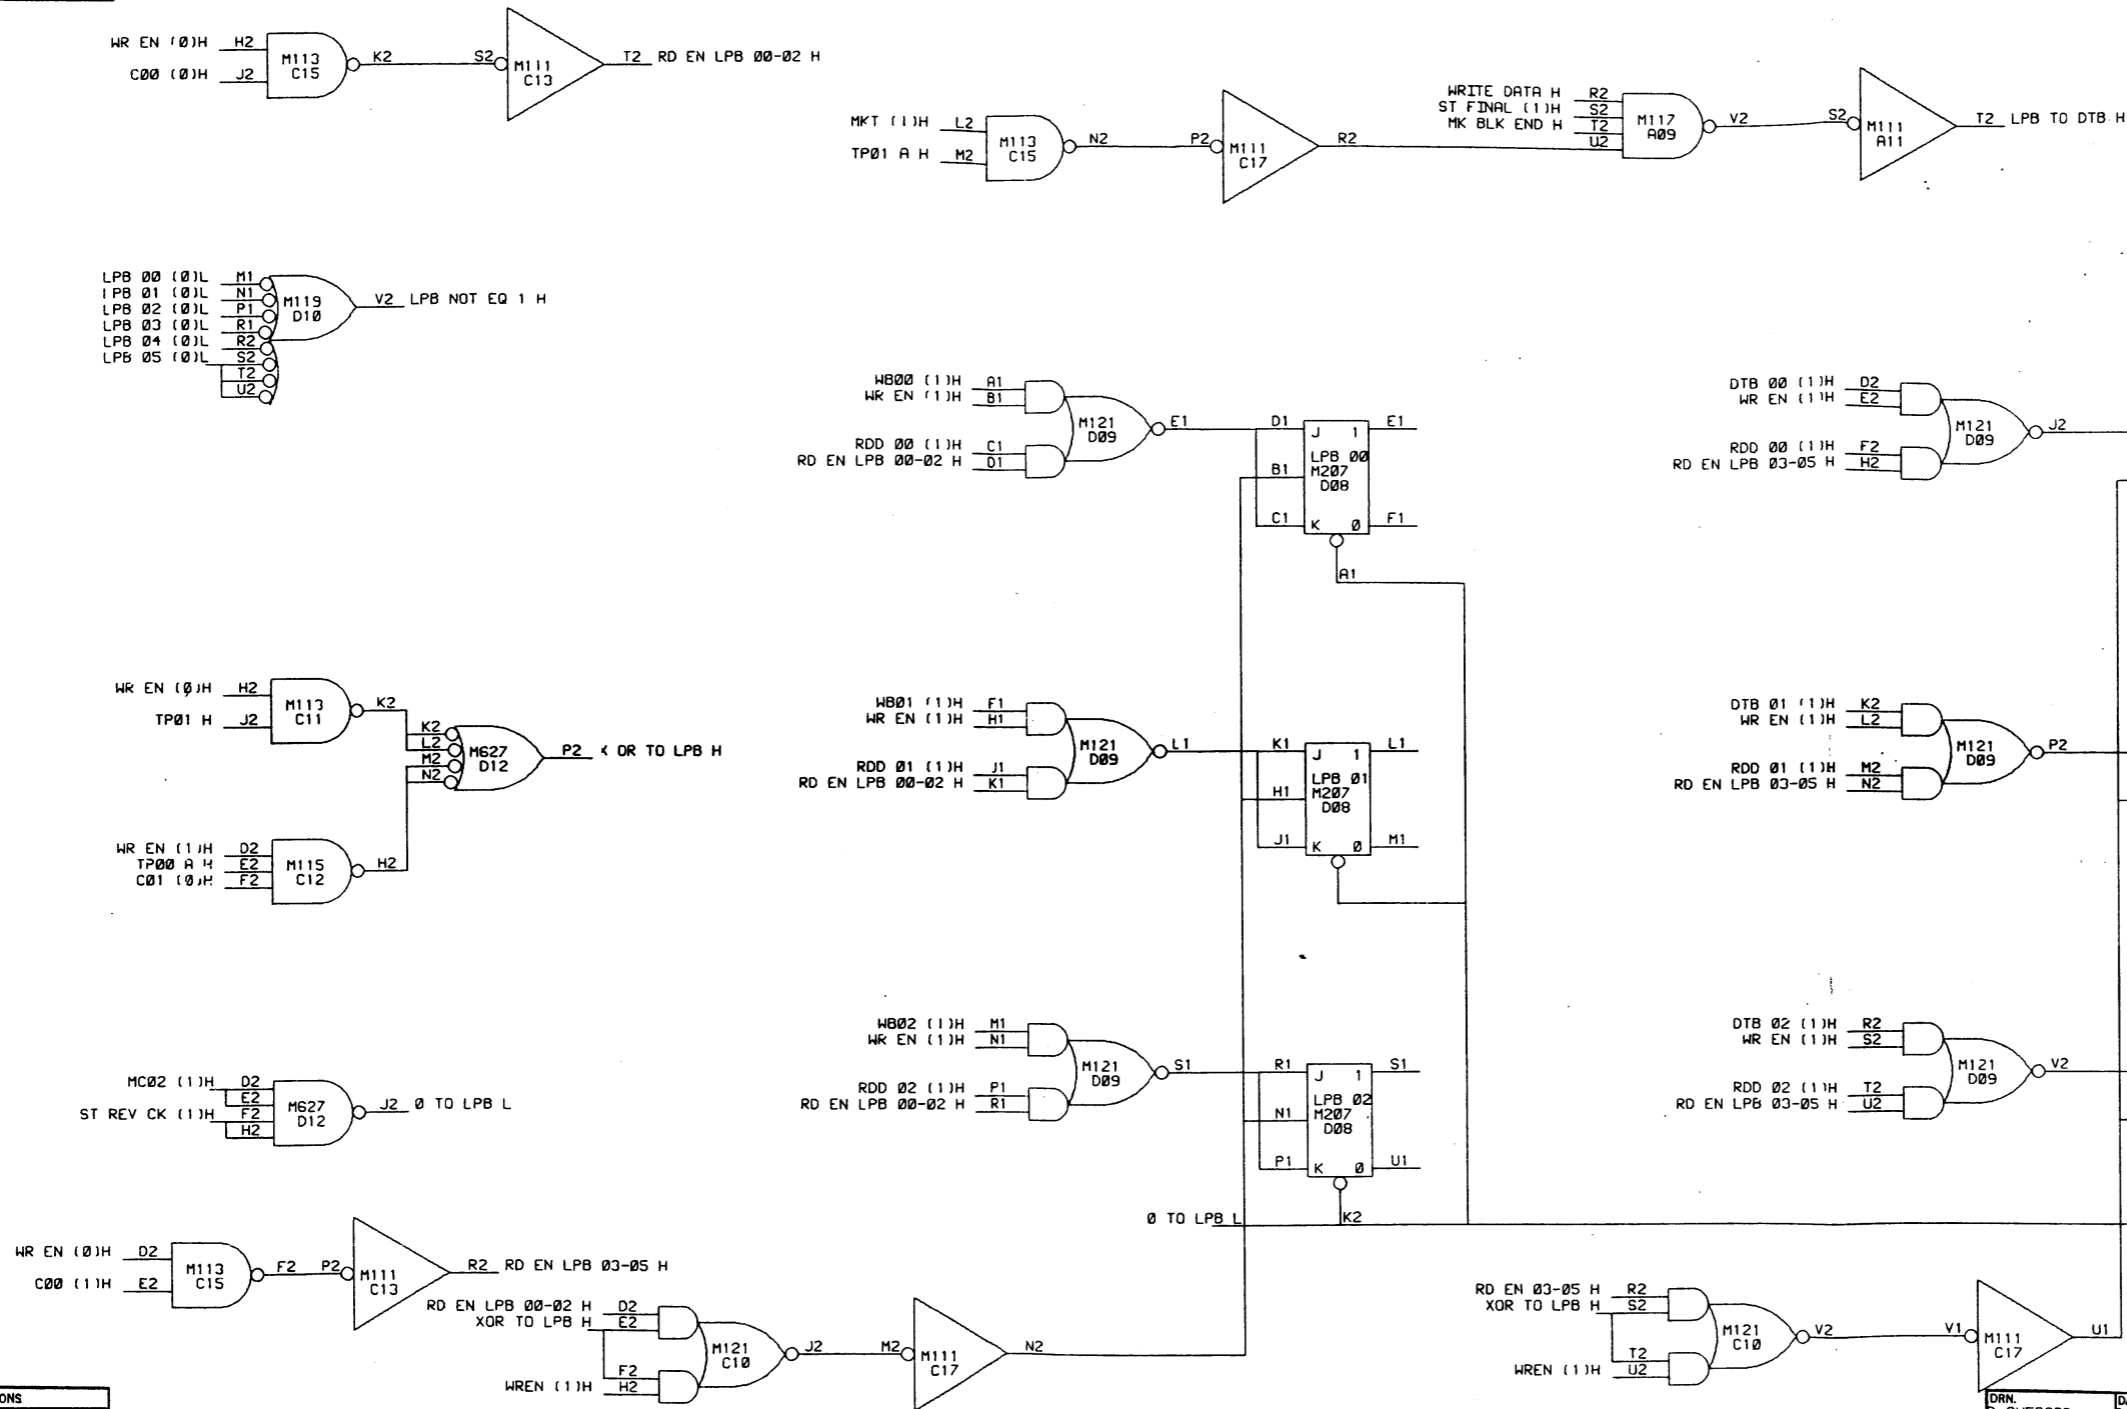 WR EN (0)H H2
C00 (0)H J2
M113
C15
K2
S2
M111
C13
T2 RD EN LPB 00-02 H
MKT (1)H L2
TP01 A H M2
M113
C15
N2
P2
M111
C17
R2
WRITE DATA H R2
ST FINAL (1)H S2
MK BLK END H T2
U2
M117
A09
V2
S2
M111
A11
T2 LPB TO DTB H
LPB 00 (0)L M1
LPB 01 (0)L N1
LPB 02 (0)L P1
LPB 03 (0)L R1
LPB 04 (0)L R2
LPB 05 (0)L S2
T2
U2
M119
D10
V2 LPB NOT EQ 1 H
WB00 (1)H A1
WR EN (1)H B1
RDD 00 (1)H C1
RD EN LPB 00-02 H D1
M121
D09
E1
D1
B1
C1
J 1
LPB 00
M207
D08
K 0
E1
F1
A1
DTB 00 (1)H D2
WR EN (1)H E2
RDD 00 (1)H F2
RD EN LPB 03-05 H H2
M121
D09
J2
WR EN (0)H H2
TP01 H J2
M113
C11
K2
K2
L2
M2
N2
M627
D12
P2 OR TO LPB H
WR EN (1)H D2
TP00 A H E2
C01 (0)H F2
M115
C12
H2
WB01 (1)H F1
WR EN (1)H H1
RDD 01 (1)H J1
RD EN LPB 00-02 H K1
M121
D09
L1
K1
H1
J1
J 1
LPB 01
M207
D08
K 0
L1
M1
DTB 01 (1)H K2
WR EN (1)H L2
RDD 01 (1)H M2
RD EN LPB 03-05 H N2
M121
D09
P2
WB02 (1)H M1
WR EN (1)H N1
RDD 02 (1)H P1
RD EN LPB 00-02 H R1
M121
D09
S1
R1
N1
P1
J 1
LPB 02
M207
D08
K 0
S1
U1
K2
0 TO LPB L
DTB 02 (1)H R2
WR EN (1)H S2
RDD 02 (1)H T2
RD EN LPB 03-05 H U2
M121
D09
V2
MC02 (1)H D2
E2
ST REV CK (1)H F2
H2
M627
D12
J2 0 TO LPB L
WR EN (0)H D2
C00 (1)H E2
M113
C15
F2
P2
M111
C13
R2 RD EN LPB 03-05 H
RD EN LPB 00-02 H D2
XOR TO LPB H E2
F2
WREN (1)H H2
M121
C10
J2
M2
M111
C17
N2
RD EN 03-05 H R2
XOR TO LPB H S2
T2
WREN (1)H U2
M121
C10
V2
V1
M111
C17
U1
ONS
DRN.